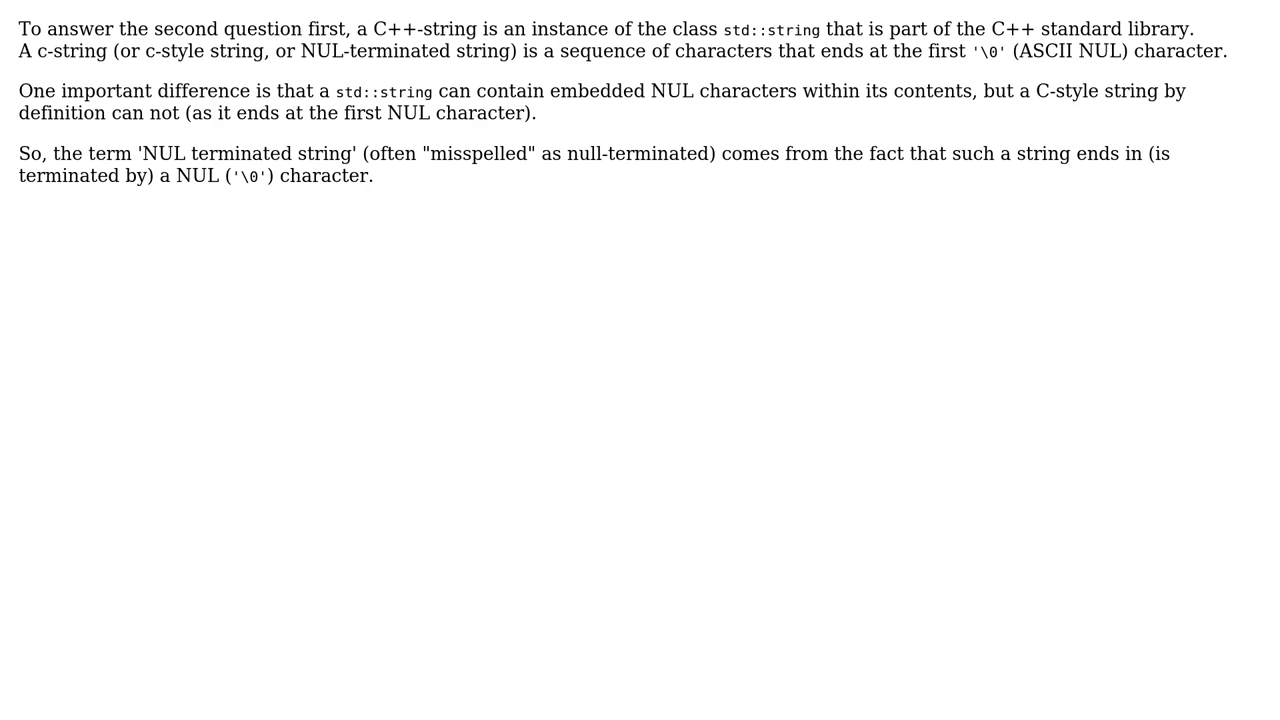 To answer the second question first, a C++-string is an instance of the class std::string that is part of the C++ standard library.
A c-string (or c-style string, or NUL-terminated string) is a sequence of characters that ends at the first '\0' (ASCII NUL) character.
One important difference is that a std::string can contain embedded NUL characters within its contents, but a C-style string by
definition can not (as it ends at the first NUL character).
So, the term 'NUL terminated string' (often "misspelled" as null-terminated) comes from the fact that such a string ends in (is
terminated by) a NUL ('\0') character.